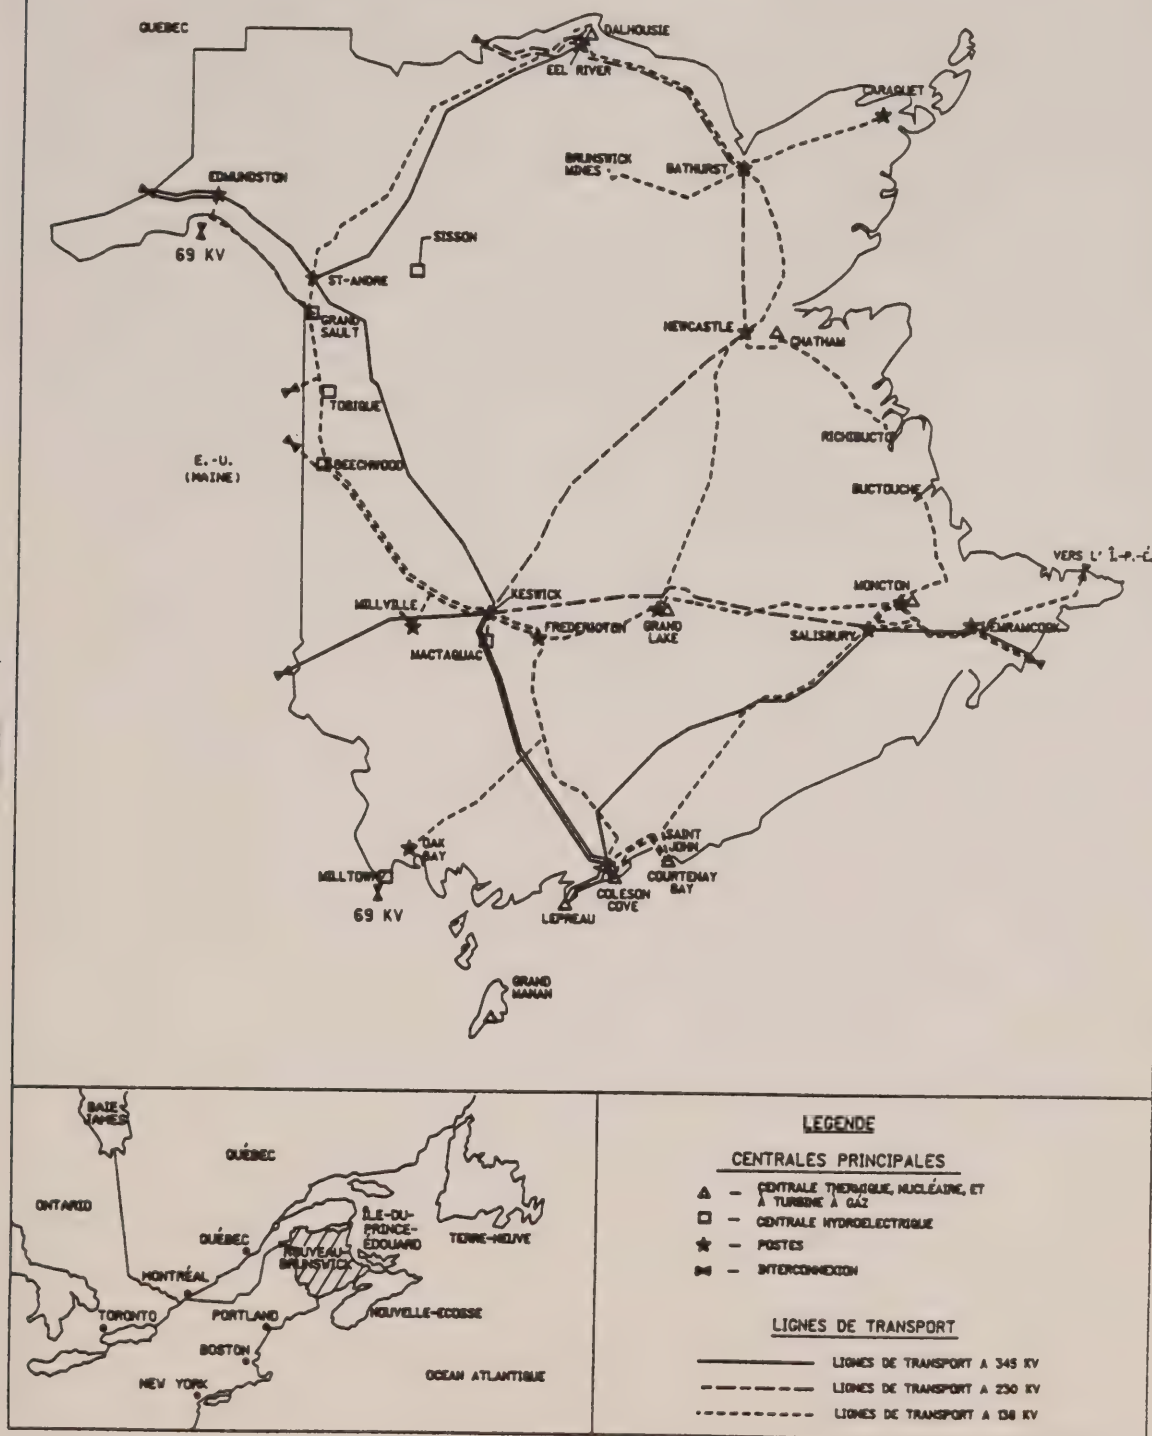 QUEBEC
DALHOUSIE
EEL RIVER
CARAQUET
BRUNSWICK
MINES
BATHURST
EDMUNDSTON
69 KV
SISSON
ST-ANDRE
GRAND
SAULT
NEWCASTLE
CHATHAM
TOBIQUE
RICHIBUCTO
BEECHWOOD
E.-U.
(MAINE)
BUCTOUCHE
VERS L' Î.-P.-É.
MONCTON
KESWICK
MILLVILLE
FREDERICTON
GRAND
LAKE
SALISBURY
MEMRAMCOOK
MACTAQUAC
OAK
BAY
SAINT
JOHN
MILLTOWN
COURTENAY
BAY
COLESON
COVE
69 KV
LEPREAU
GRAND
MANAN
BAIE
JAMES
QUÉBEC
ONTARIO
ÎLE-DU-
PRINCE-
ÉDOUARD
TERRE-NEUVE
QUÉBEC
NOUVEAU-
BRUNSWICK
MONTRÉAL
TORONTO
PORTLAND
NOUVELLE-ECOSSE
BOSTON
OCEAN ATLANTIQUE
NEW YORK
LEGENDE
CENTRALES PRINCIPALES
— CENTRALE THERMIQUE, NUCLÉAIRE, ET
À TURBINE À GAZ
— CENTRALE HYDROELECTRIQUE
— POSTES
— INTERCONNEXION
LIGNES DE TRANSPORT
LIGNES DE TRANSPORT A 345 KV
LIGNES DE TRANSPORT A 230 KV
LIGNES DE TRANSPORT A 138 KV